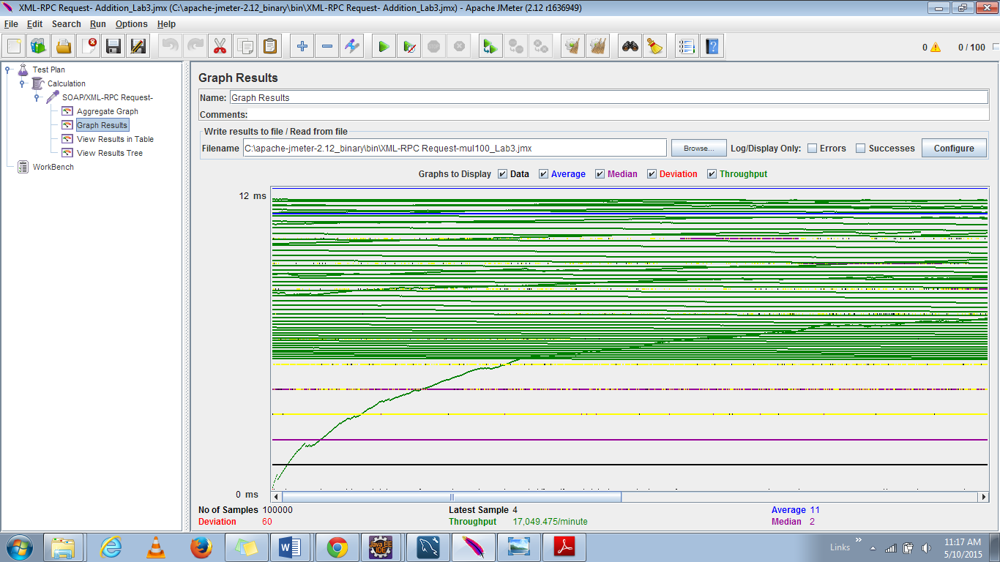 XML-RPC Request- Addition_Lab3.jmx (C:\apache-jmeter-2.12_binary\bin\XML-RPC Request- Addition_Lab3.jmx) - Apache JMeter (2.12 r1636949)
File Edit Search Run Options Help
0 0 / 100
Test Plan
Calculation
SOAP/XML-RPC Request-
Aggregate Graph
Graph Results
View Results in Table
View Results Tree
WorkBench
Graph Results
Name: Graph Results
Comments:
Write results to file / Read from file
Filename C:\apache-jmeter-2.12_binary\bin\XML-RPC Request-mul100_Lab3.jmx Browse... Log/Display Only: Errors Successes Configure
Graphs to Display Data Average Median Deviation Throughput
12 ms
0 ms
No of Samples 100000 Latest Sample 4 Average 11
Deviation 60 Throughput 17,049.475/minute Median 2
Java EE
IDE
Links »
11:17 AM
5/10/2015